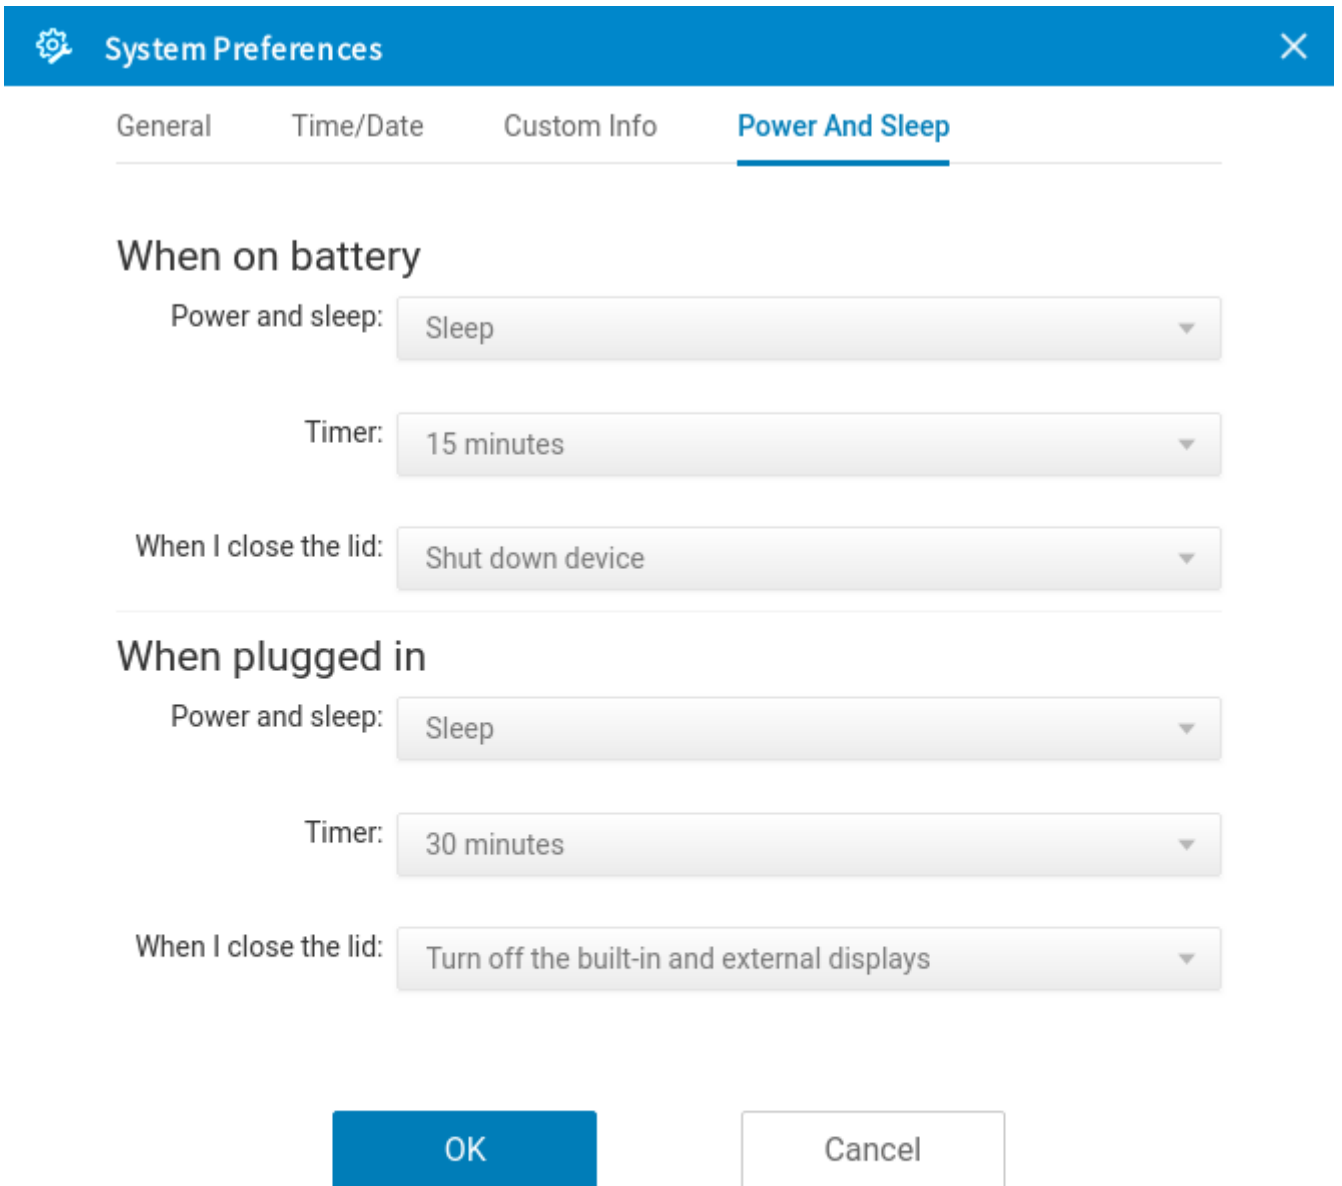 System Preferences
General Time/Date Custom Info Power And Sleep
When on battery
Power and sleep: Sleep
Timer: 15 minutes
When I close the lid: Shut down device
When plugged in
Power and sleep: Sleep
Timer: 30 minutes
When I close the lid: Turn off the built-in and external displays
OK Cancel